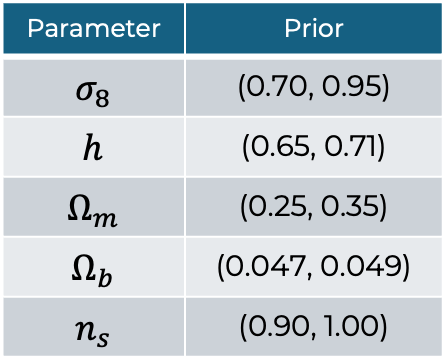 Parameter Prior
σ₈ (0.70, 0.95)
h (0.65, 0.71)
Ωₘ (0.25, 0.35)
Ω_b (0.047, 0.049)
nₛ (0.90, 1.00)